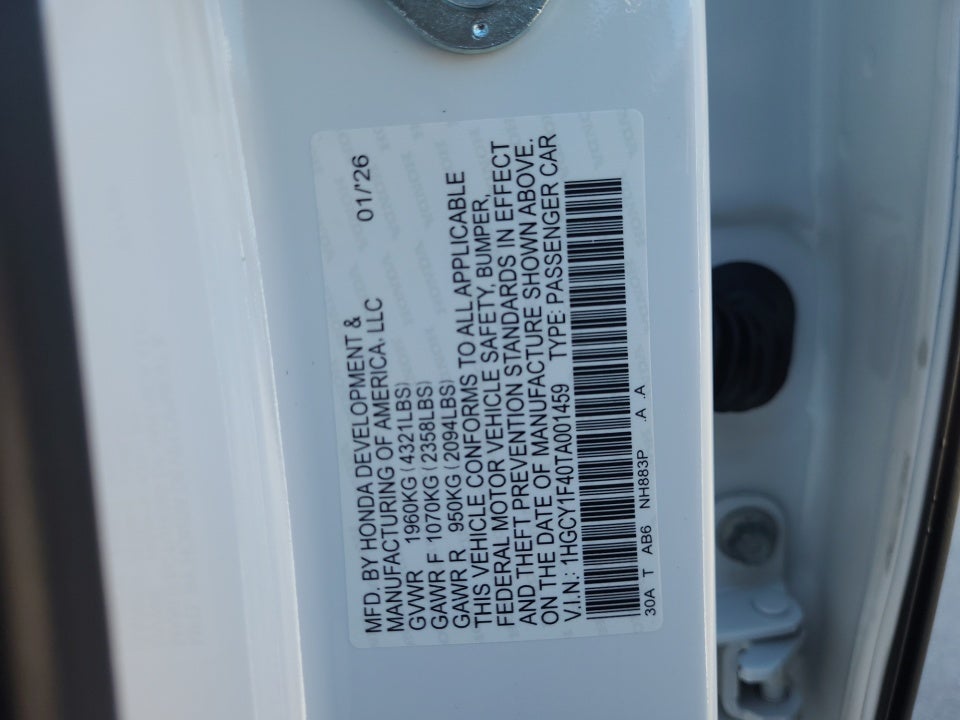 MFD. BY HONDA DEVELOPMENT &
MANUFACTURING OF AMERICA, LLC 01/'26
GVWR 1960KG (4321LBS)
GAWR F 1070KG (2358LBS)
GAWR R 950KG (2094LBS)
THIS VEHICLE CONFORMS TO ALL APPLICABLE
FEDERAL MOTOR VEHICLE SAFETY, BUMPER,
AND THEFT PREVENTION STANDARDS IN EFFECT
ON THE DATE OF MANUFACTURE SHOWN ABOVE.
V.I.N.: 1HGCY1F40TA001459 TYPE: PASSENGER CAR
30A T AB6 NH883P .A .A